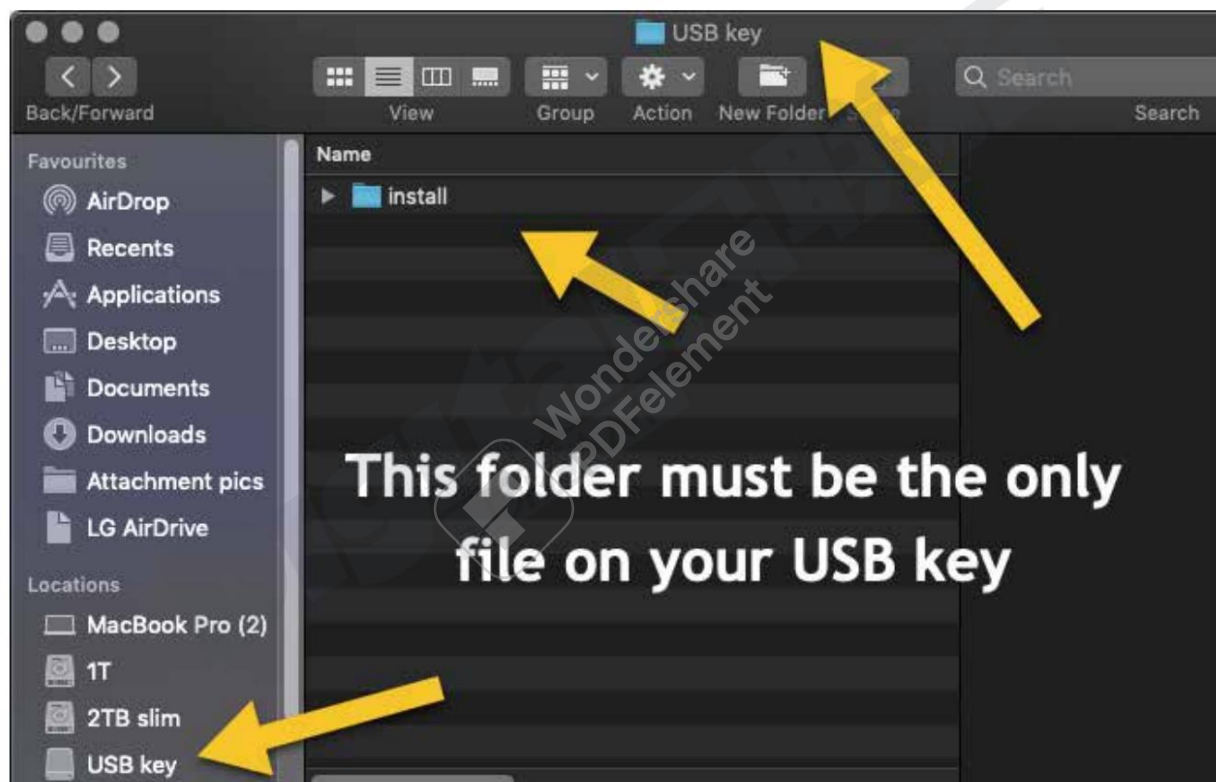 USB key
Search
Back/Forward
View
Group
Action
New Folder
Search
Favourites
AirDrop
Recents
Applications
Desktop
Documents
Downloads
Attachment pics
LG AirDrive
Locations
MacBook Pro (2)
1T
2TB slim
USB key
Name
install
Wondershare
PDFelement
This folder must be the only
file on your USB key